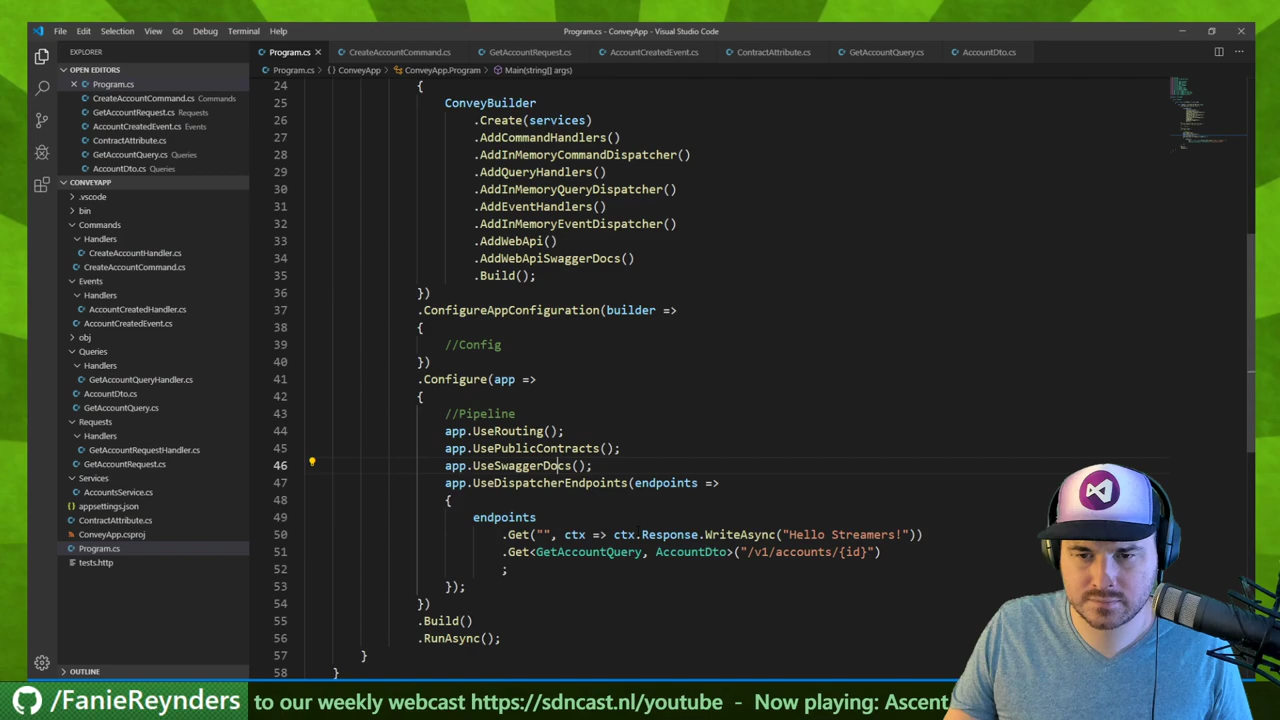 File Edit Selection View Go Debug Terminal Help
Program.cs - ConveyApp - Visual Studio Code
EXPLORER
OPEN EDITORS
Program.cs
CreateAccountCommand.cs Commands
GetAccountRequest.cs Requests
AccountCreatedEvent.cs Events
ContractAttribute.cs
GetAccountQuery.cs Queries
AccountDto.cs Queries
CONVEYAPP
.vscode
bin
Commands
Handlers
CreateAccountHandler.cs
CreateAccountCommand.cs
Events
Handlers
AccountCreatedHandler.cs
AccountCreatedEvent.cs
obj
Queries
Handlers
GetAccountQueryHandler.cs
AccountDto.cs
GetAccountQuery.cs
Requests
Handlers
GetAccountRequestHandler.cs
GetAccountRequest.cs
Services
AccountsService.cs
appsettings.json
ContractAttribute.cs
ConveyApp.csproj
Program.cs
tests.http
OUTLINE
Program.cs CreateAccountCommand.cs GetAccountRequest.cs AccountCreatedEvent.cs ContractAttribute.cs GetAccountQuery.cs AccountDto.cs
Program.cs > {} ConveyApp > ConveyApp.Program > Main(string[] args)
24 {
25 ConveyBuilder
26 .Create(services)
27 .AddCommandHandlers()
28 .AddInMemoryCommandDispatcher()
29 .AddQueryHandlers()
30 .AddInMemoryQueryDispatcher()
31 .AddEventHandlers()
32 .AddInMemoryEventDispatcher()
33 .AddWebApi()
34 .AddWebApiSwaggerDocs()
35 .Build();
36 })
37 .ConfigureAppConfiguration(builder =>
38 {
39 //Config
40 })
41 .Configure(app =>
42 {
43 //Pipeline
44 app.UseRouting();
45 app.UsePublicContracts();
46 app.UseSwaggerDocs();
47 app.UseDispatcherEndpoints(endpoints =>
48 {
49 endpoints
50 .Get("", ctx => ctx.Response.WriteAsync("Hello Streamers!"))
51 .Get<GetAccountQuery, AccountDto>("/v1/accounts/{id}")
52 ;
53 });
54 })
55 .Build()
56 .RunAsync();
57 }
58 }
/FanieReynders to our weekly webcast https://sdncast.nl/youtube - Now playing: Ascent